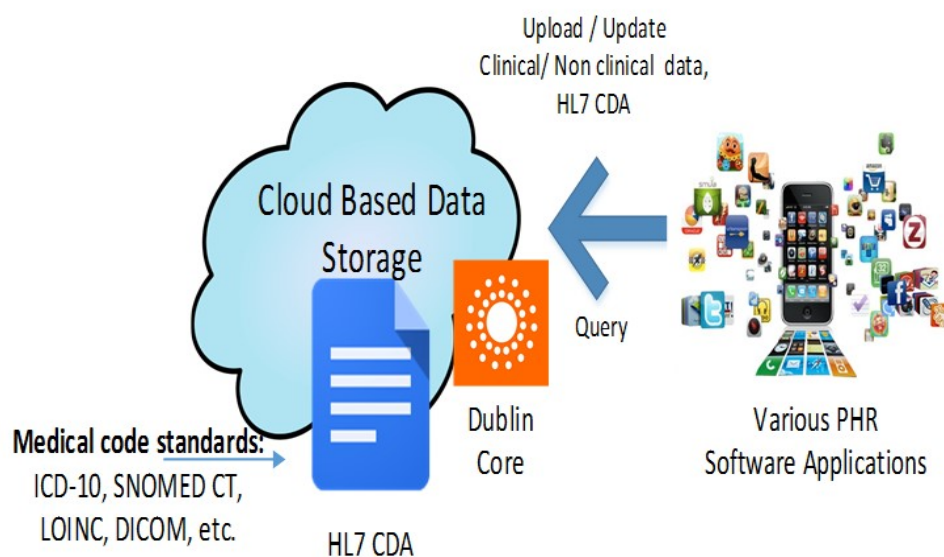 Upload / Update
Clinical/ Non clinical data,
HL7 CDA
Cloud Based Data
Storage
Query
Dublin
Core
Various PHR
Software Applications
Medical code standards:
ICD-10, SNOMED CT,
LOINC, DICOM, etc.
HL7 CDA